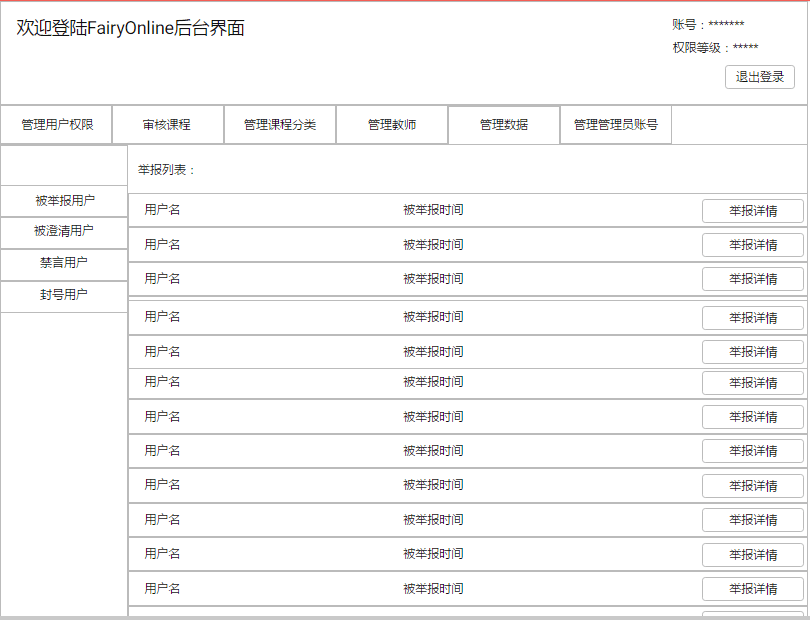 欢迎登陆FairyOnline后台界面
账号：*******
权限等级：*****
退出登录
管理用户权限 审核课程 管理课程分类 管理教师 管理数据 管理管理员账号
举报列表：
被举报用户
被澄清用户
禁言用户
封号用户
用户名 被举报时间 举报详情
用户名 被举报时间 举报详情
用户名 被举报时间 举报详情
用户名 被举报时间 举报详情
用户名 被举报时间 举报详情
用户名 被举报时间 举报详情
用户名 被举报时间 举报详情
用户名 被举报时间 举报详情
用户名 被举报时间 举报详情
用户名 被举报时间 举报详情
用户名 被举报时间 举报详情
用户名 被举报时间 举报详情